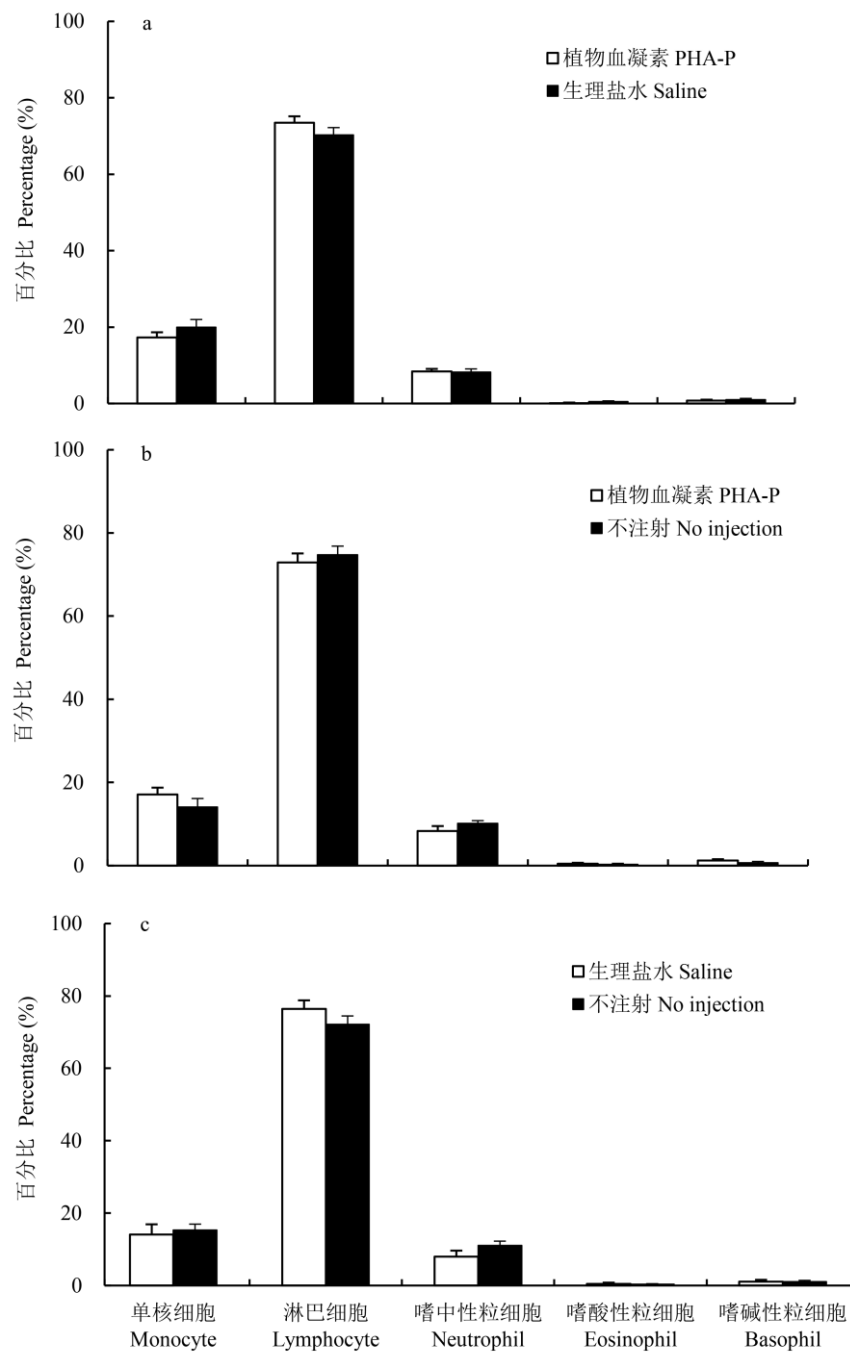 a
植物血凝素 PHA-P
生理盐水 Saline
百分比 Percentage (%)
100
80
60
40
20
0
b
植物血凝素 PHA-P
不注射 No injection
百分比 Percentage (%)
100
80
60
40
20
0
c
生理盐水 Saline
不注射 No injection
百分比 Percentage (%)
100
80
60
40
20
0
单核细胞 淋巴细胞 嗜中性粒细胞 嗜酸性粒细胞 嗜碱性粒细胞
Monocyte Lymphocyte Neutrophil Eosinophil Basophil